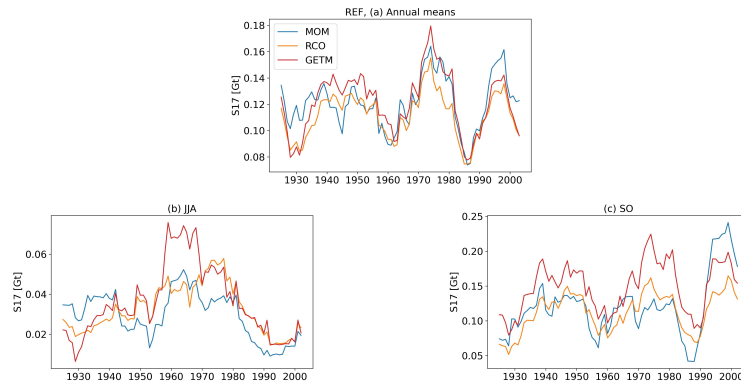 REF, (a) Annual means
0.18
0.16
0.14
0.12
0.10
0.08
S17 [Gt]
MOM
RCO
GETM
1930 1940 1950 1960 1970 1980 1990 2000
(b) JJA
0.06
0.04
0.02
S17 [Gt]
1930 1940 1950 1960 1970 1980 1990 2000
(c) SO
0.25
0.20
0.15
0.10
0.05
S17 [Gt]
1930 1940 1950 1960 1970 1980 1990 2000